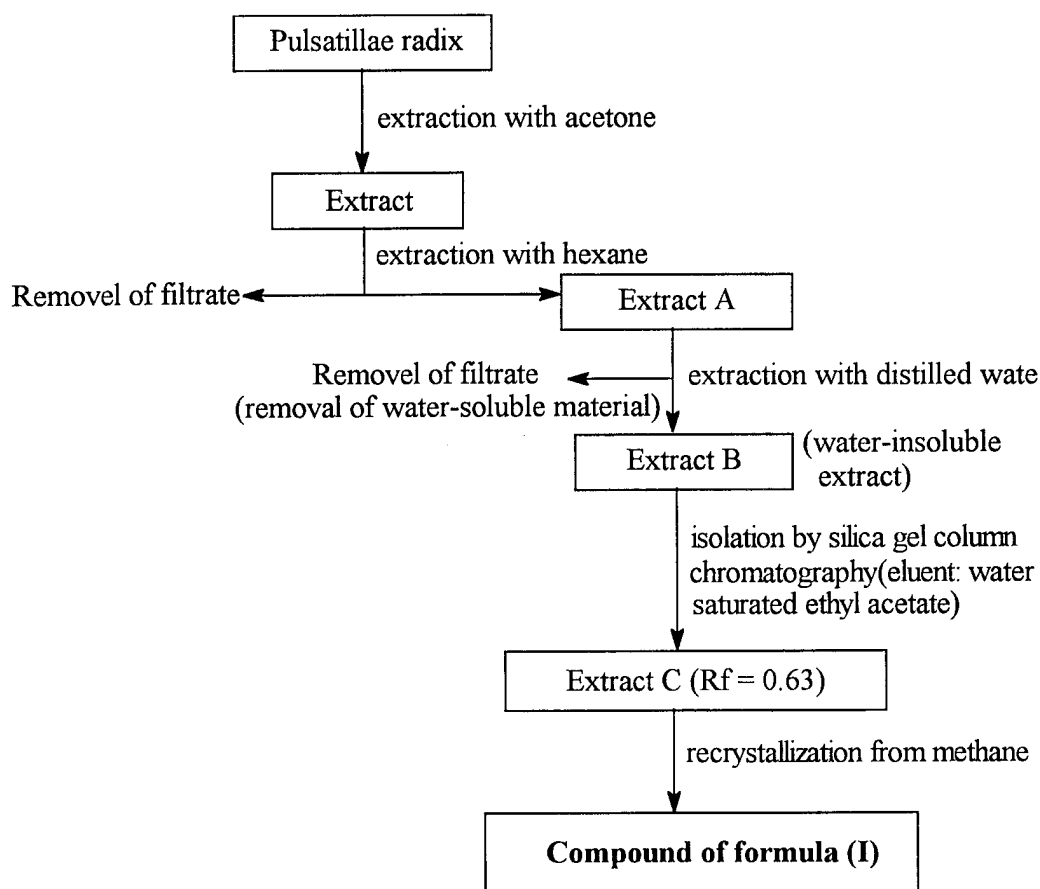 Pulsatillae radix
extraction with acetone
Extract
extraction with hexane
Removel of filtrate
Extract A
Removel of filtrate
(removal of water-soluble material)
extraction with distilled wate
Extract B
(water-insoluble
extract)
isolation by silica gel column
chromatography(eluent: water
saturated ethyl acetate)
Extract C (Rf = 0.63)
recrystallization from methane
Compound of formula (I)